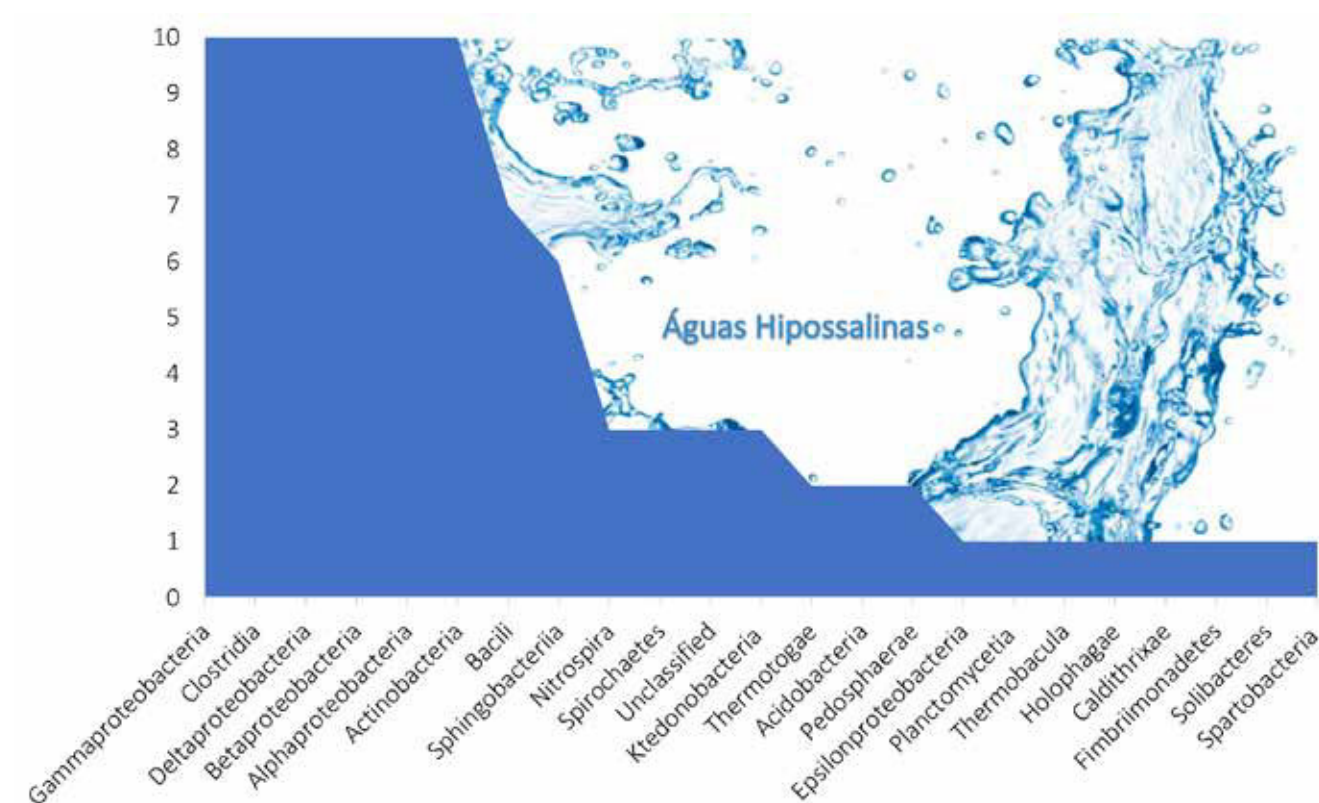 10
9
8
7
6
5
4
3
2
1
0
Águas Hipossalinas
Gammaproteobacteria
Clostridia
Deltaproteobacteria
Betaproteobacteria
Alphaproteobacteria
Actinobacteria
Bacili
Sphingobacteriia
Nitrospira
Spirochaetes
Unclassified
Ktedonobacteria
Thermotogae
Acidobacteria
Pedosphaerae
Epsilonproteobacteria
Planctomycetia
Thermobacula
Holophagae
Caldithrixae
Fimbriimonadetes
Solibacteres
Spartobacteria